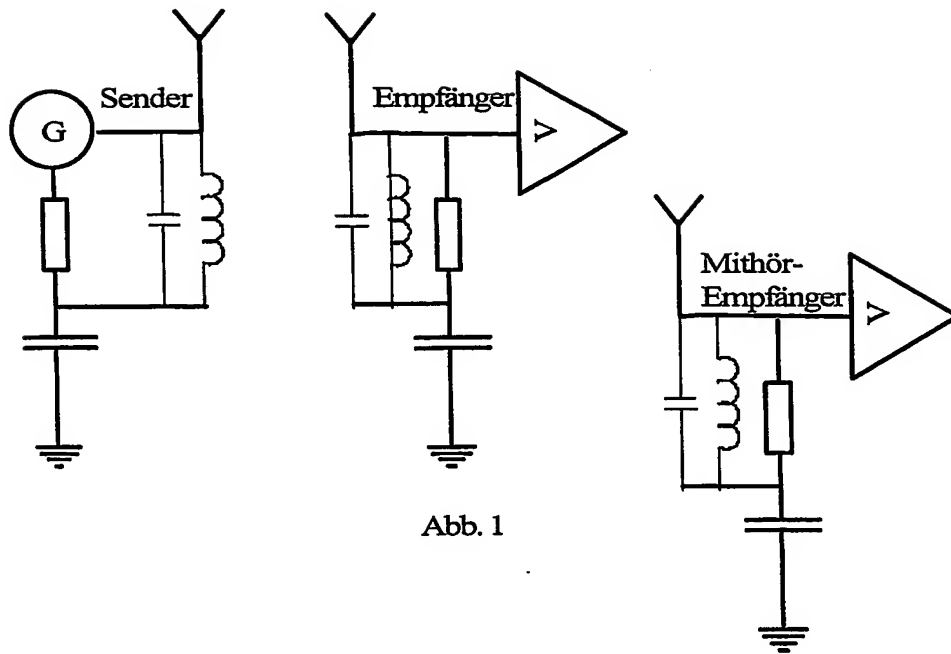 Sender
G
Empfänger
V
Mithör-
Empfänger
V
Abb. 1